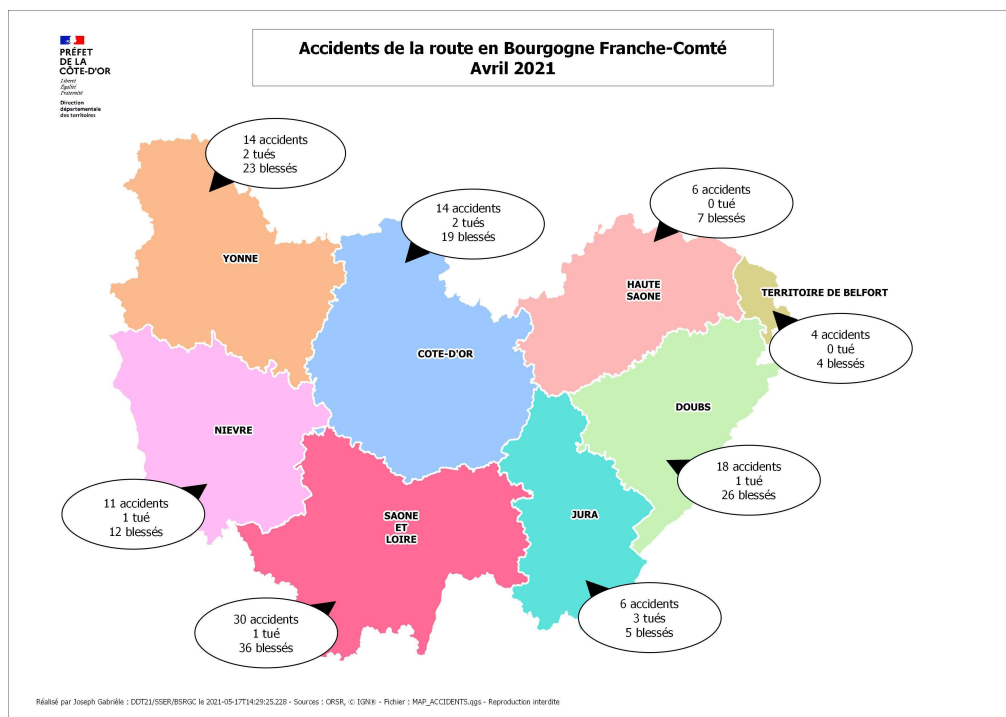 PRÉFET
DE LA
CÔTE-D'OR
Liberté
Égalité
Fraternité
Direction
départementale
des territoires
Accidents de la route en Bourgogne Franche-Comté
Avril 2021
14 accidents
2 tués
23 blessés
14 accidents
2 tués
19 blessés
6 accidents
0 tué
7 blessés
YONNE
HAUTE
SAONE
TERRITOIRE DE BELFORT
4 accidents
0 tué
4 blessés
COTE-D'OR
DOUBS
NIEVRE
18 accidents
1 tué
26 blessés
11 accidents
1 tué
12 blessés
SAONE
ET
LOIRE
JURA
30 accidents
1 tué
36 blessés
6 accidents
3 tués
5 blessés
Réalisé par Joseph Gabrièle : DDT21/SSER/BSRGC le 2021-05-17T14:29:25.228 - Sources : ORSR, © IGN® - Fichier : MAP_ACCIDENTS.qgs - Reproduction interdite